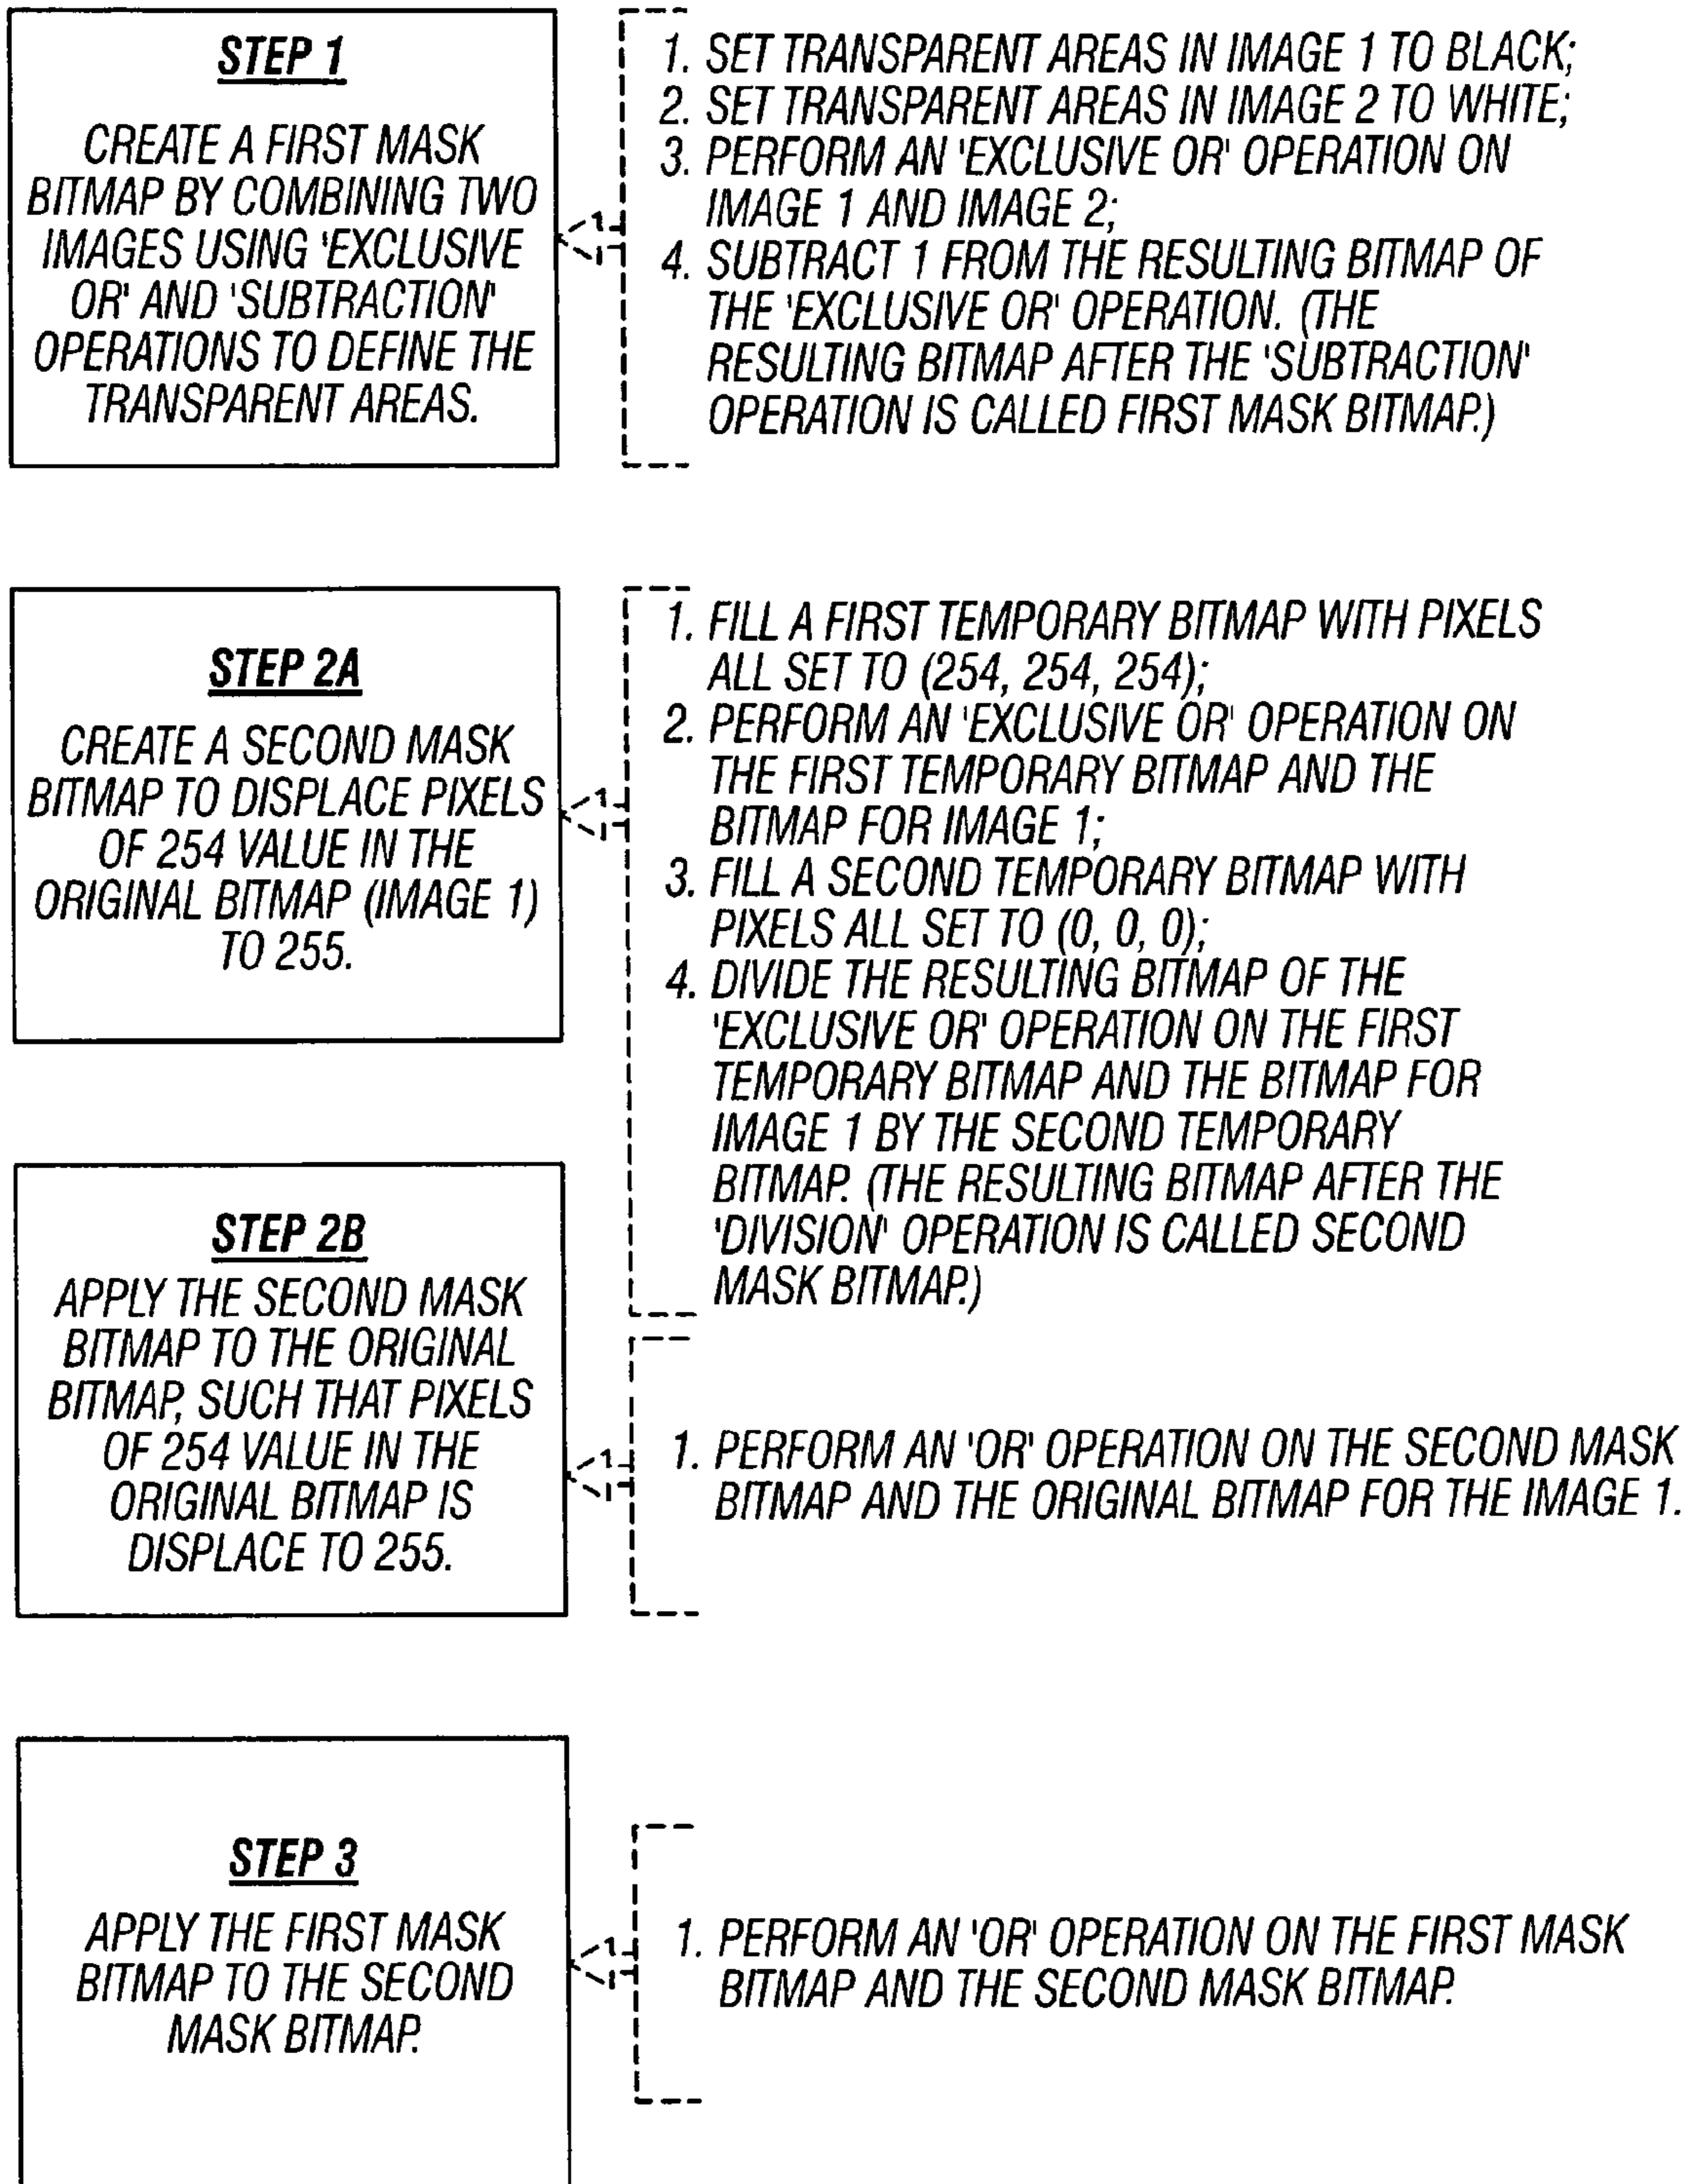 STEP 1
CREATE A FIRST MASK
BITMAP BY COMBINING TWO
IMAGES USING 'EXCLUSIVE
OR' AND 'SUBTRACTION'
OPERATIONS TO DEFINE THE
TRANSPARENT AREAS.
1. SET TRANSPARENT AREAS IN IMAGE 1 TO BLACK;
2. SET TRANSPARENT AREAS IN IMAGE 2 TO WHITE;
3. PERFORM AN 'EXCLUSIVE OR' OPERATION ON
IMAGE 1 AND IMAGE 2;
4. SUBTRACT 1 FROM THE RESULTING BITMAP OF
THE 'EXCLUSIVE OR' OPERATION. (THE
RESULTING BITMAP AFTER THE 'SUBTRACTION'
OPERATION IS CALLED FIRST MASK BITMAP.)
STEP 2A
CREATE A SECOND MASK
BITMAP TO DISPLACE PIXELS
OF 254 VALUE IN THE
ORIGINAL BITMAP (IMAGE 1)
TO 255.
1. FILL A FIRST TEMPORARY BITMAP WITH PIXELS
ALL SET TO (254, 254, 254);
2. PERFORM AN 'EXCLUSIVE OR' OPERATION ON
THE FIRST TEMPORARY BITMAP AND THE
BITMAP FOR IMAGE 1;
3. FILL A SECOND TEMPORARY BITMAP WITH
PIXELS ALL SET TO (0, 0, 0);
4. DIVIDE THE RESULTING BITMAP OF THE
'EXCLUSIVE OR' OPERATION ON THE FIRST
TEMPORARY BITMAP AND THE BITMAP FOR
IMAGE 1 BY THE SECOND TEMPORARY
BITMAP. (THE RESULTING BITMAP AFTER THE
'DIVISION' OPERATION IS CALLED SECOND
MASK BITMAP.)
STEP 2B
APPLY THE SECOND MASK
BITMAP TO THE ORIGINAL
BITMAP, SUCH THAT PIXELS
OF 254 VALUE IN THE
ORIGINAL BITMAP IS
DISPLACE TO 255.
1. PERFORM AN 'OR' OPERATION ON THE SECOND MASK
BITMAP AND THE ORIGINAL BITMAP FOR THE IMAGE 1.
STEP 3
APPLY THE FIRST MASK
BITMAP TO THE SECOND
MASK BITMAP.
1. PERFORM AN 'OR' OPERATION ON THE FIRST MASK
BITMAP AND THE SECOND MASK BITMAP.